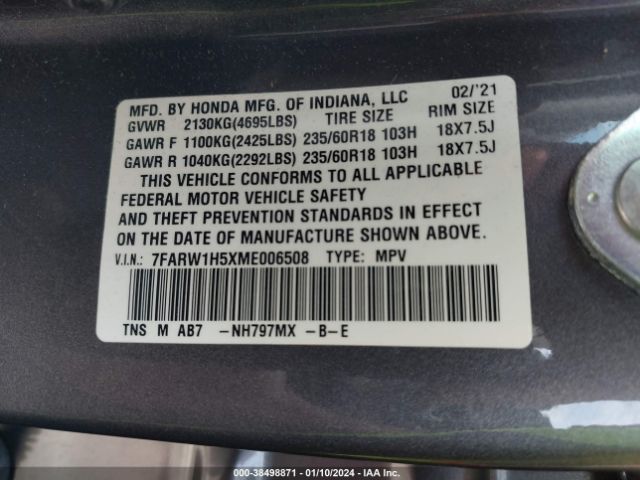 MFD. BY HONDA MFG. OF INDIANA, LLC 02/'21
GVWR 2130KG(4695LBS) TIRE SIZE RIM SIZE
GAWR F 1100KG(2425LBS) 235/60R18 103H 18X7.5J
GAWR R 1040KG(2292LBS) 235/60R18 103H 18X7.5J
THIS VEHICLE CONFORMS TO ALL APPLICABLE
FEDERAL MOTOR VEHICLE SAFETY
AND THEFT PREVENTION STANDARDS IN EFFECT
ON THE DATE OF MANUFACTURE SHOWN ABOVE.
V.I.N.: 7FARW1H5XME006508 TYPE: MPV
TNS M AB7 -NH797MX -B-E
000-38498871 - 01/10/2024 - IAA Inc.